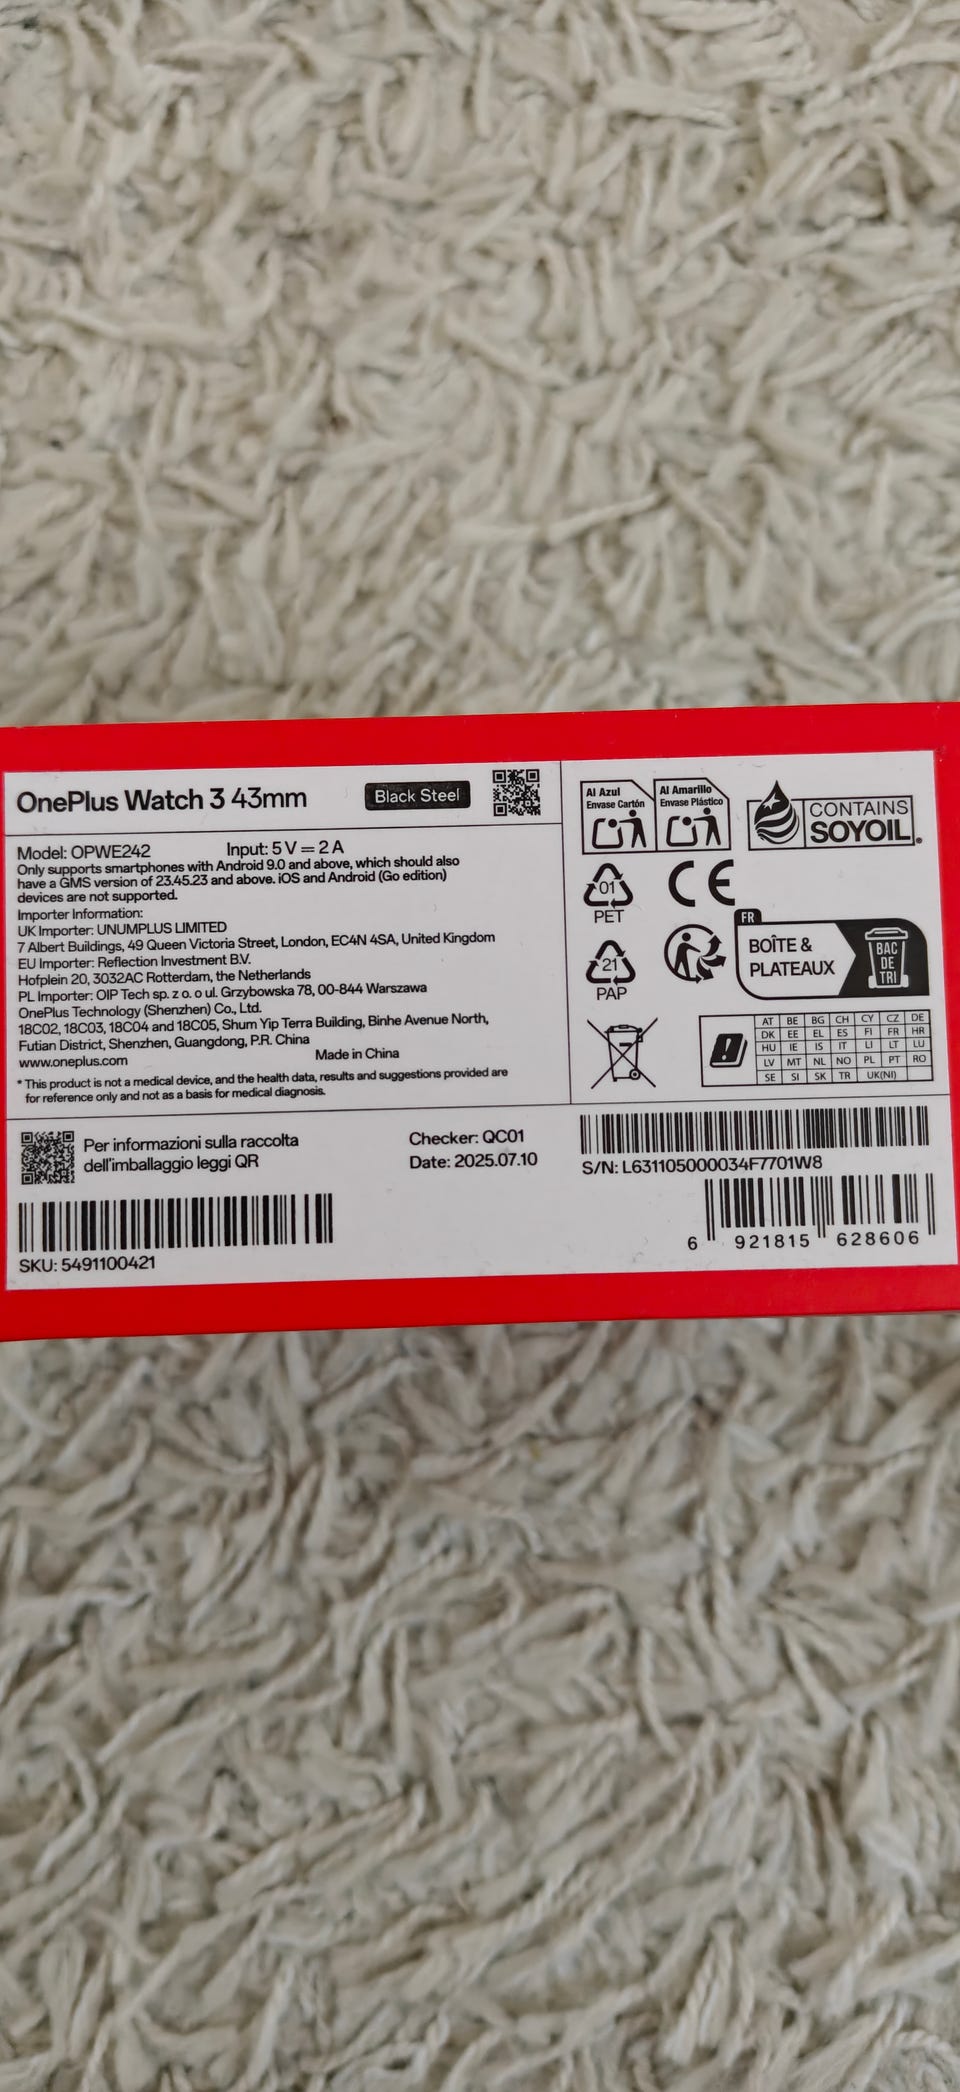 OnePlus Watch 3 43mm
Black Steel
Model: OPWE242
Input: 5 V = 2 A
Only supports smartphones with Android 9.0 and above, which should also
have a GMS version of 23.45.23 and above. iOS and Android (Go edition)
devices are not supported.
Importer Information:
UK Importer: UNUMPLUS LIMITED
7 Albert Buildings, 49 Queen Victoria Street, London, EC4N 4SA, United Kingdom
EU Importer: Reflection Investment B.V.
Hofplein 20, 3032AC Rotterdam, the Netherlands
PL Importer: OIP Tech sp. z o. o ul. Grzybowska 78, 00-844 Warszawa
OnePlus Technology (Shenzhen) Co., Ltd.
18C02, 18C03, 18C04 and 18C05, Shum Yip Terra Building, Binhe Avenue North,
Futian District, Shenzhen, Guangdong, P.R. China
www.oneplus.com
Made in China
* This product is not a medical device, and the health data, results and suggestions provided are
for reference only and not as a basis for medical diagnosis.
Al Azul
Envase Cartón
Al Amarillo
Envase Plástico
CONTAINS
SOYOIL®
01
PET
CE
21
PAP
FR
BOÎTE &
PLATEAUX
BAC
DE
TRI
AT BE BG CH CY CZ DE
DK EE EL ES FI FR HR
HU IE IS IT LI LT LU
LV MT NL NO PL PT RO
SE SI SK TR UK(NI)
Per informazioni sulla raccolta
dell'imballaggio leggi QR
Checker: QC01
Date: 2025.07.10
SKU: 5491100421
S/N: L631105000034F7701W8
6 921815 628606